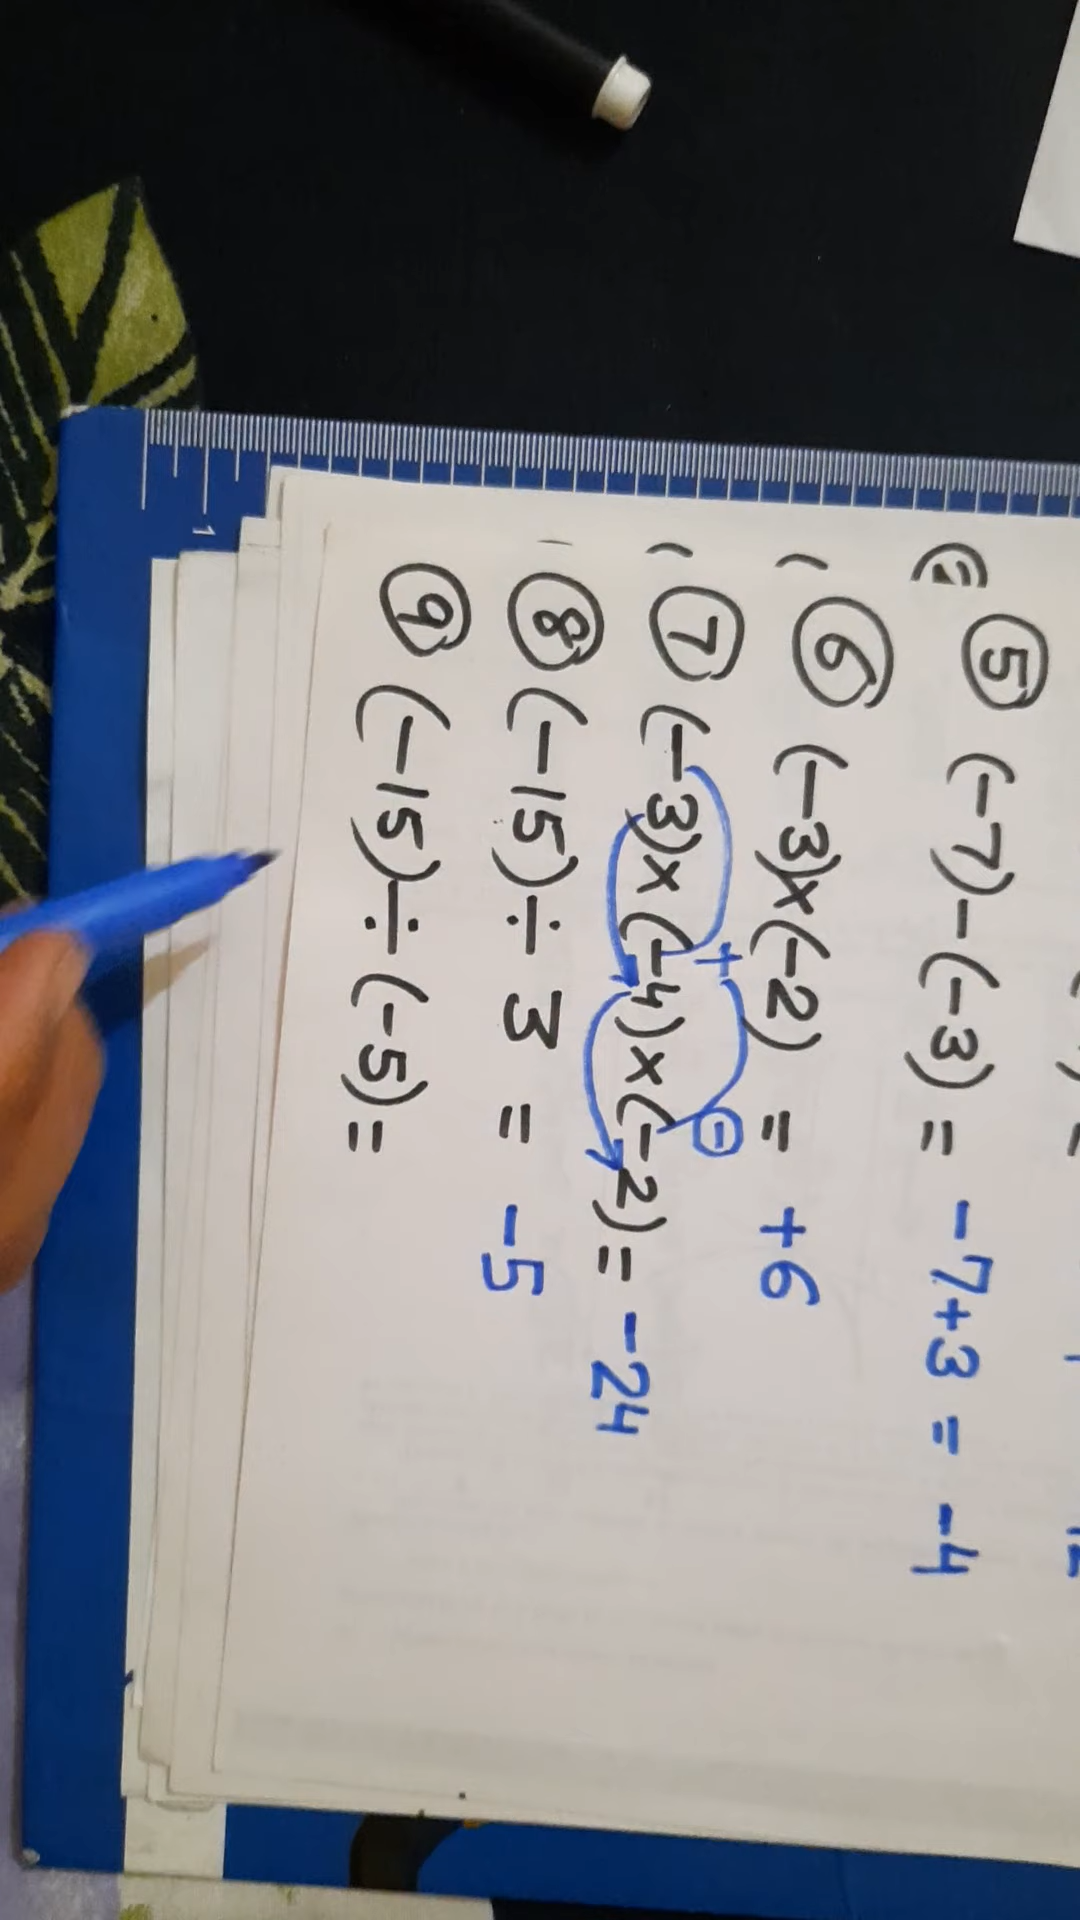 ⑤ (-7)-(-3) = -7+3 = -4
⑥ (-3)x(-2) = +6
⑦ (-3)x(-4)x(-2) = -24
+ ⊖
⑧ (-15)÷ 3 = -5
⑨ (-15)÷(-5) =
1